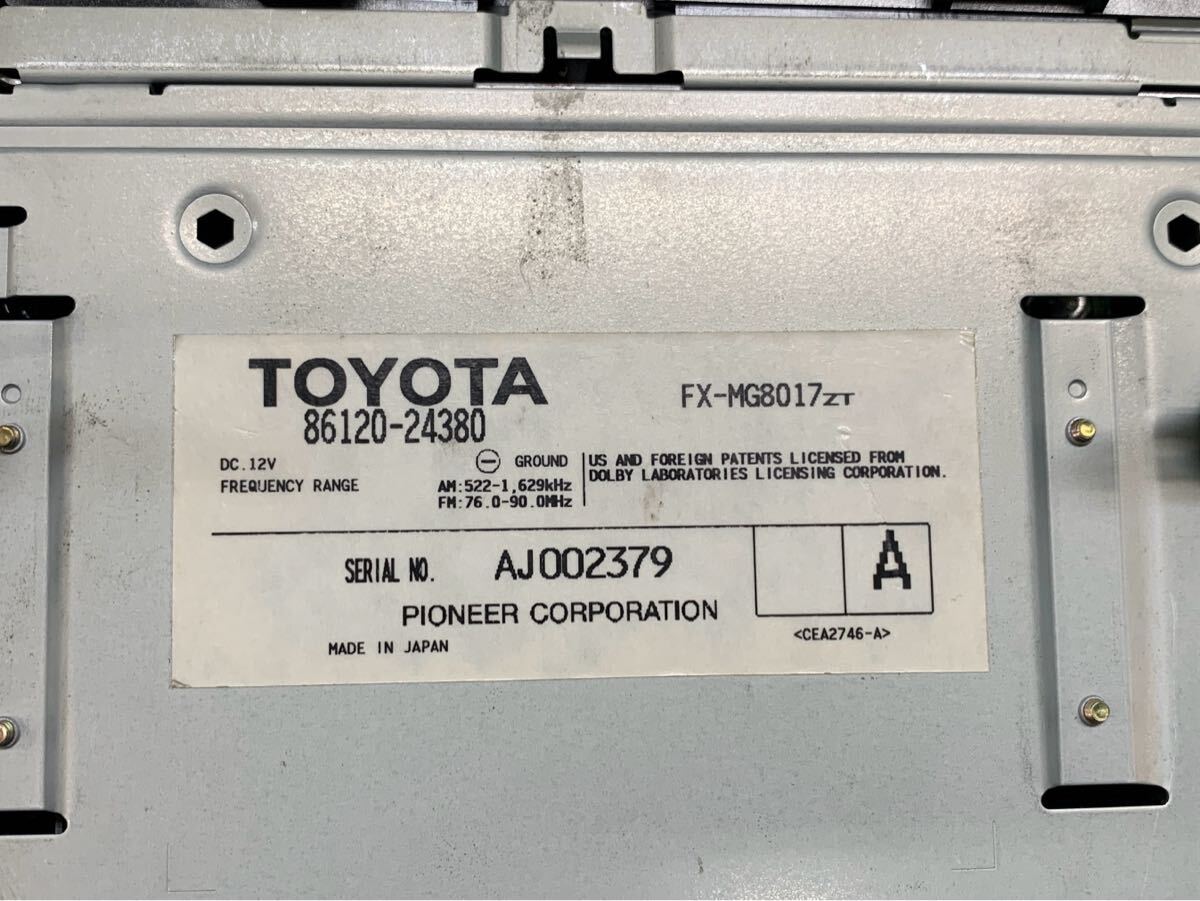 TOYOTA
86120-24380
FX-MG8017ZT
DC.12V
⊖ GROUND
FREQUENCY RANGE
AM:522-1,629kHz
FM:76.0-90.0MHz
US AND FOREIGN PATENTS LICENSED FROM
DOLBY LABORATORIES LICENSING CORPORATION.
SERIAL NO. AJ002379
A
PIONEER CORPORATION
MADE IN JAPAN
<CEA2746-A>